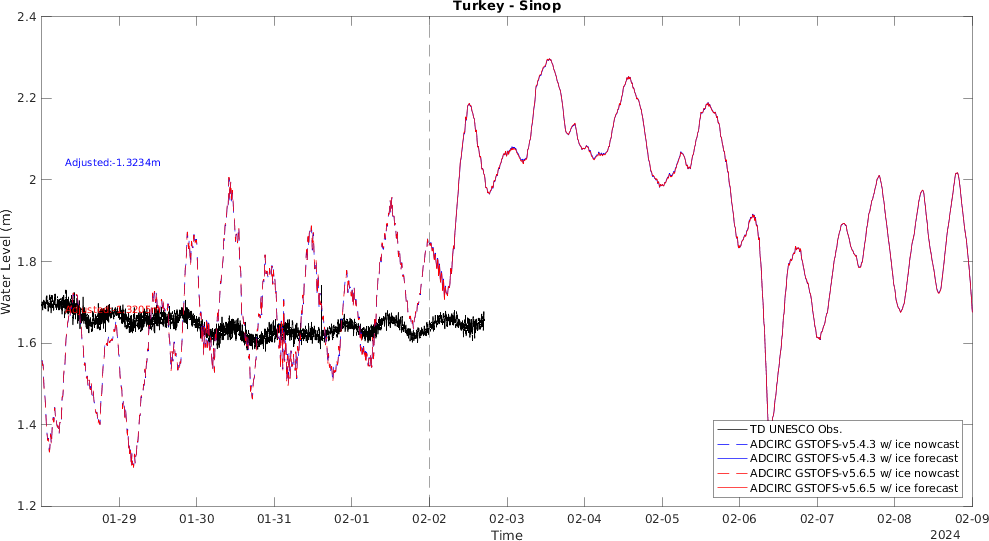 Turkey - Sinop
2.4
2.2
2
1.8
1.6
1.4
1.2
Water Level (m)
Adjusted:-1.3234m
TD UNESCO Obs.
ADCIRC GSTOFS-v5.4.3 w/ ice nowcast
ADCIRC GSTOFS-v5.4.3 w/ ice forecast
ADCIRC GSTOFS-v5.6.5 w/ ice nowcast
ADCIRC GSTOFS-v5.6.5 w/ ice forecast
01-29 01-30 01-31 02-01 02-02 02-03 02-04 02-05 02-06 02-07 02-08 02-09
Time
2024